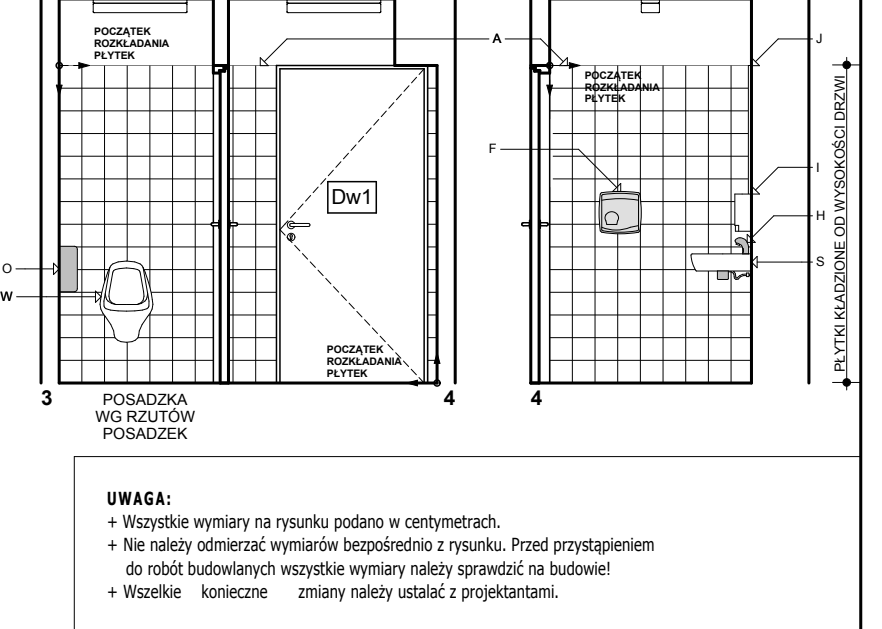 POCZĄTEK
ROZKŁADANIA
PŁYTEK
A
J
POCZĄTEK
ROZKŁADANIA
PŁYTEK
F
I
H
S
Dw1
O
W
POCZĄTEK
ROZKŁADANIA
PŁYTEK
PŁYTKI KŁADZIONE OD WYSOKOŚCI DRZWI
3
4
4
POSADZKA
WG RZUTÓW
POSADZEK
UWAGA:
+ Wszystkie wymiary na rysunku podano w centymetrach.
+ Nie należy odmierzać wymiarów bezpośrednio z rysunku. Przed przystąpieniem
do robót budowlanych wszystkie wymiary należy sprawdzić na budowie!
+ Wszelkie konieczne zmiany należy ustalać z projektantami.